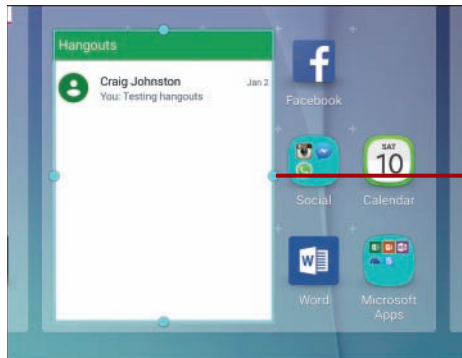 Hangouts
Craig Johnston
Jan 2
You: Testing hangouts
Facebook
SAT
10
Social
Calendar
Word
Microsoft
Apps